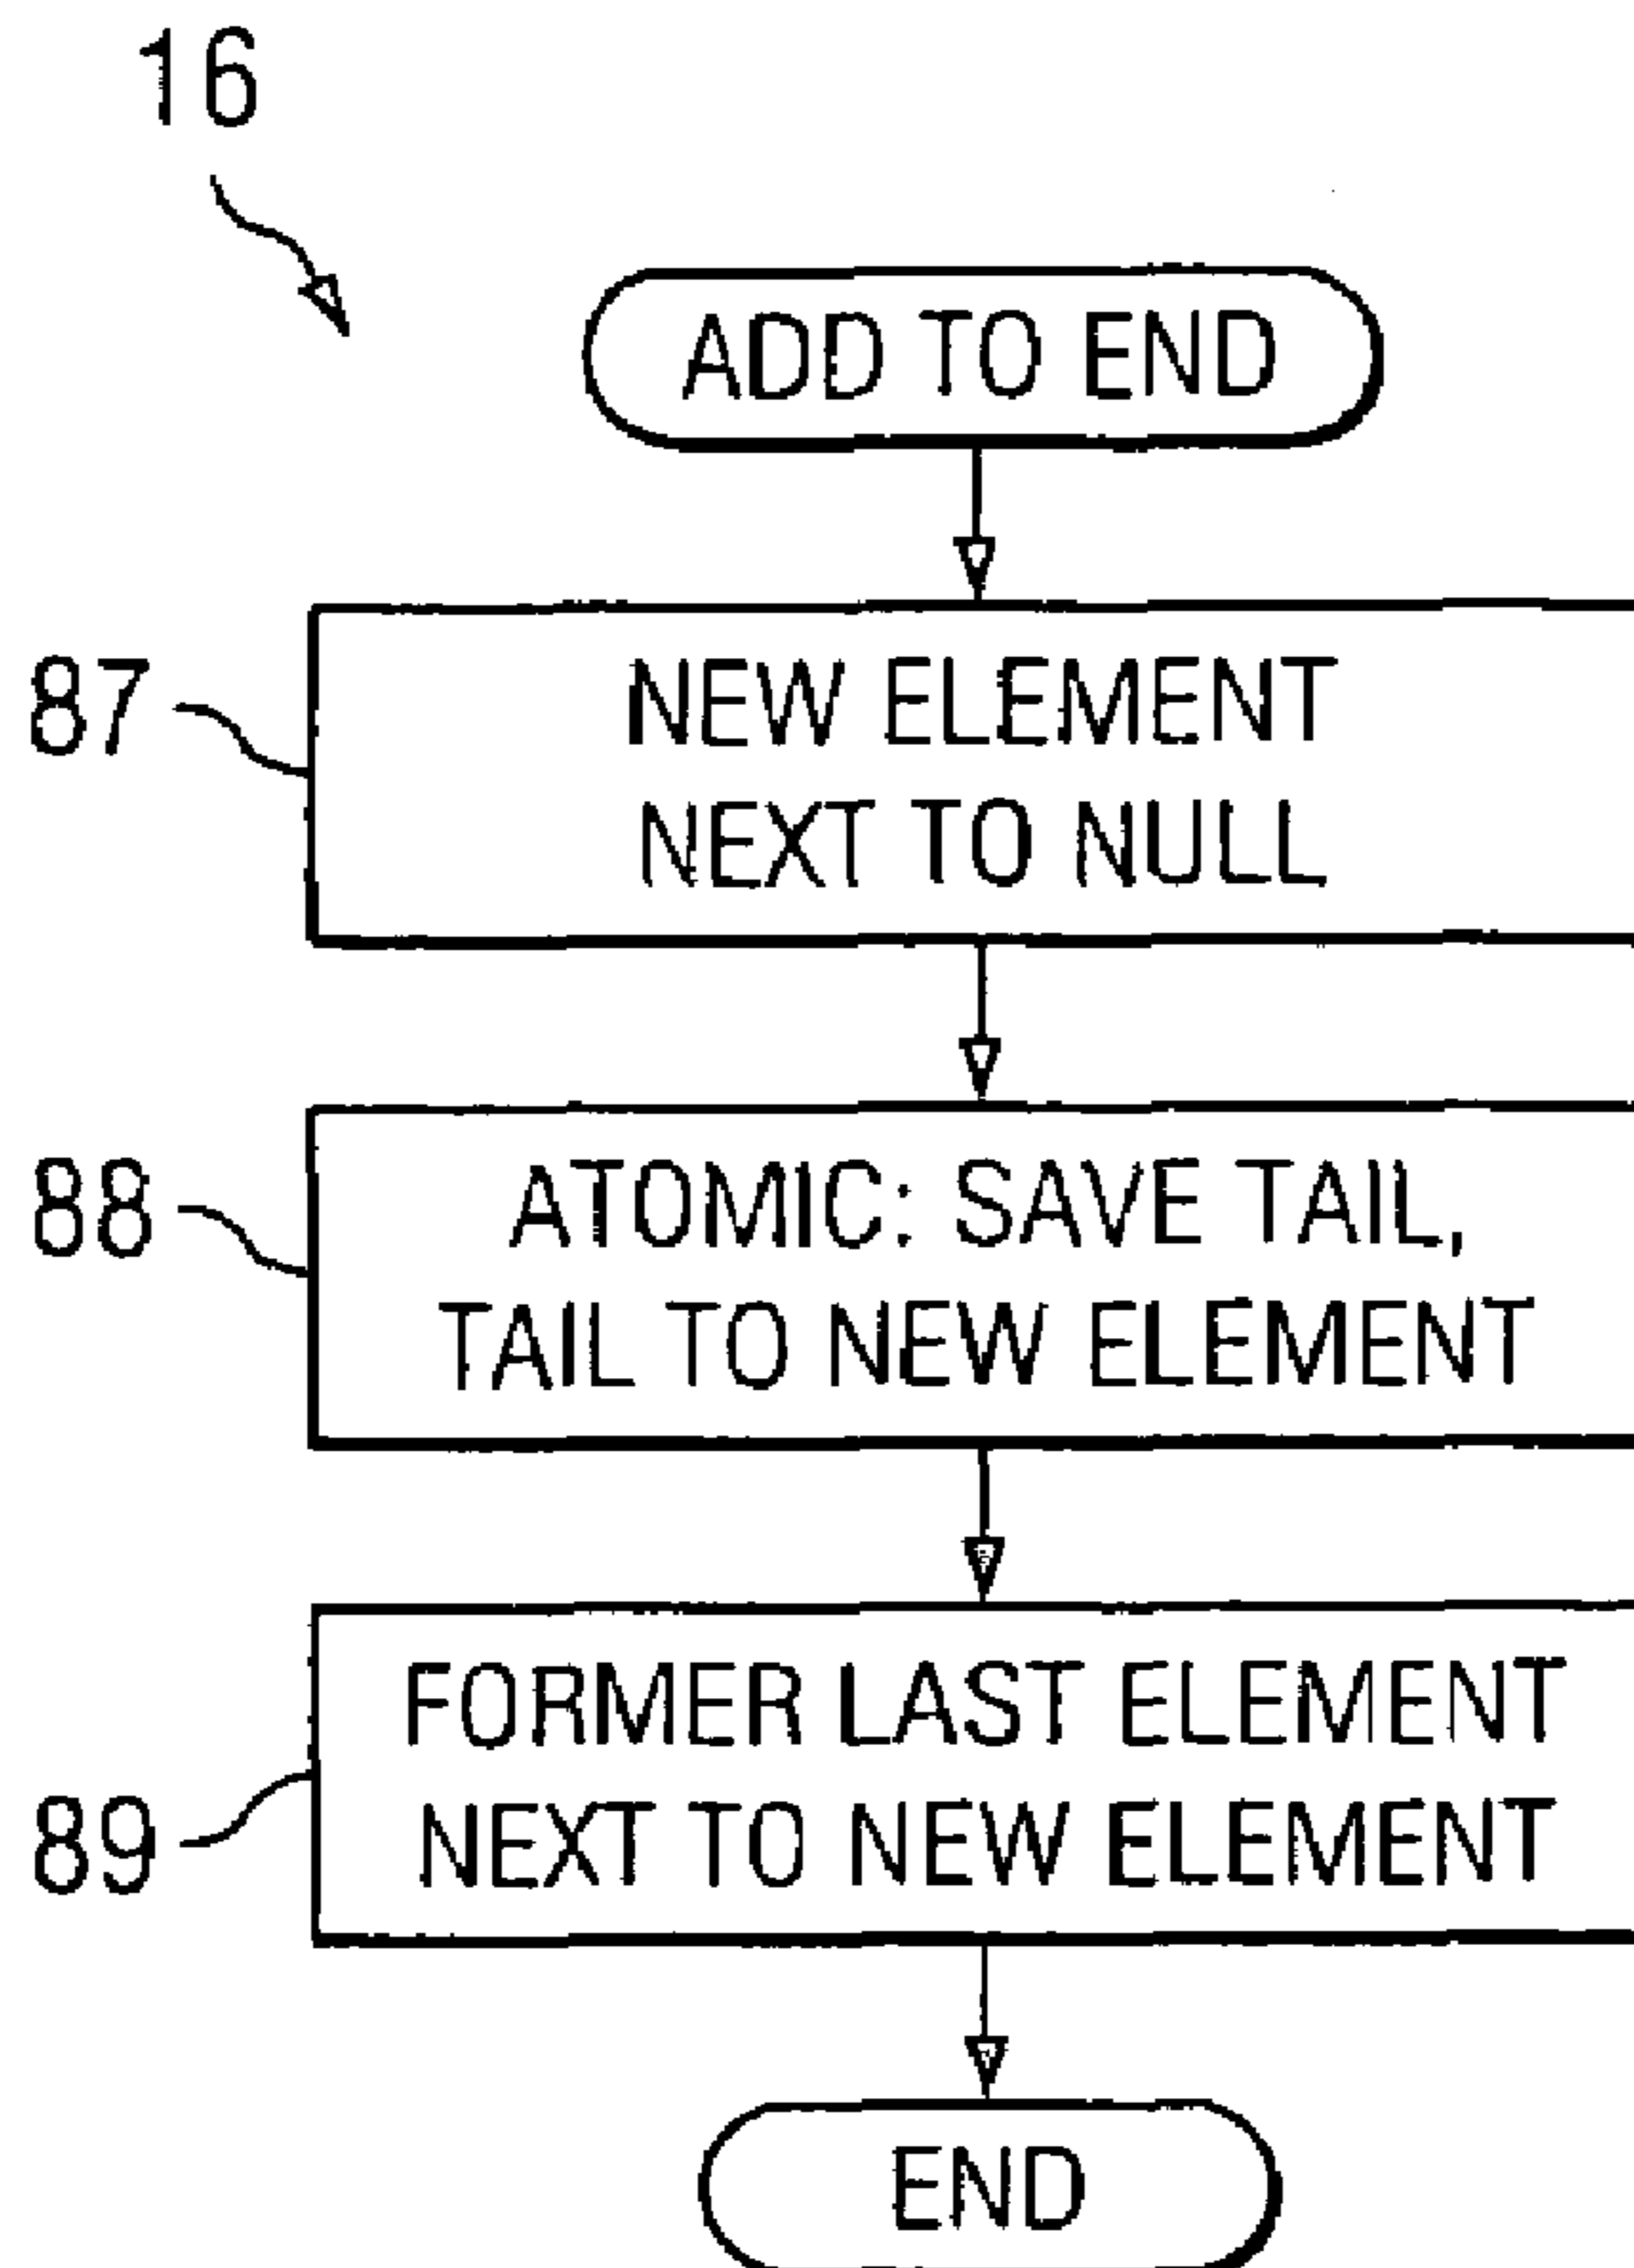 16
ADD TO END
87
NEW ELEMENT
NEXT TO NULL
88
ATOMIC: SAVE TAIL,
TAIL TO NEW ELEMENT
89
FORMER LAST ELEMENT
NEXT TO NEW ELEMENT
END